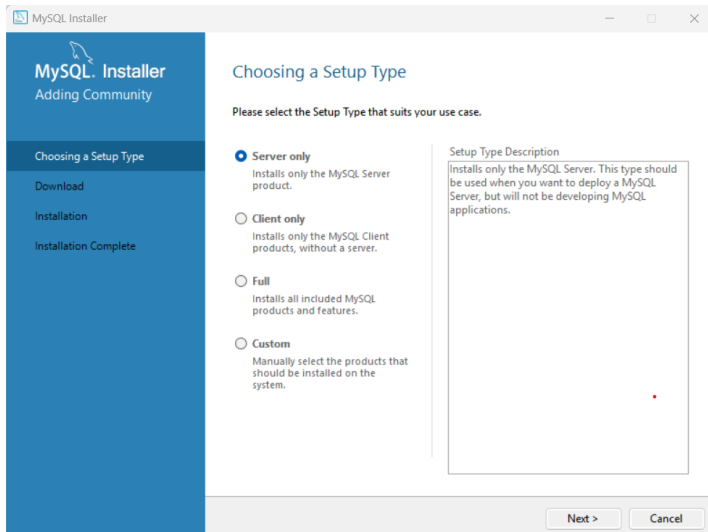 MySQL Installer
MySQL. Installer
Adding Community
Choosing a Setup Type
Download
Installation
Installation Complete
Choosing a Setup Type
Please select the Setup Type that suits your use case.
Server only
Installs only the MySQL Server
product.
Client only
Installs only the MySQL Client
products, without a server.
Full
Installs all included MySQL
products and features.
Custom
Manually select the products that
should be installed on the
system.
Setup Type Description
Installs only the MySQL Server. This type should
be used when you want to deploy a MySQL
Server, but will not be developing MySQL
applications.
Next >
Cancel